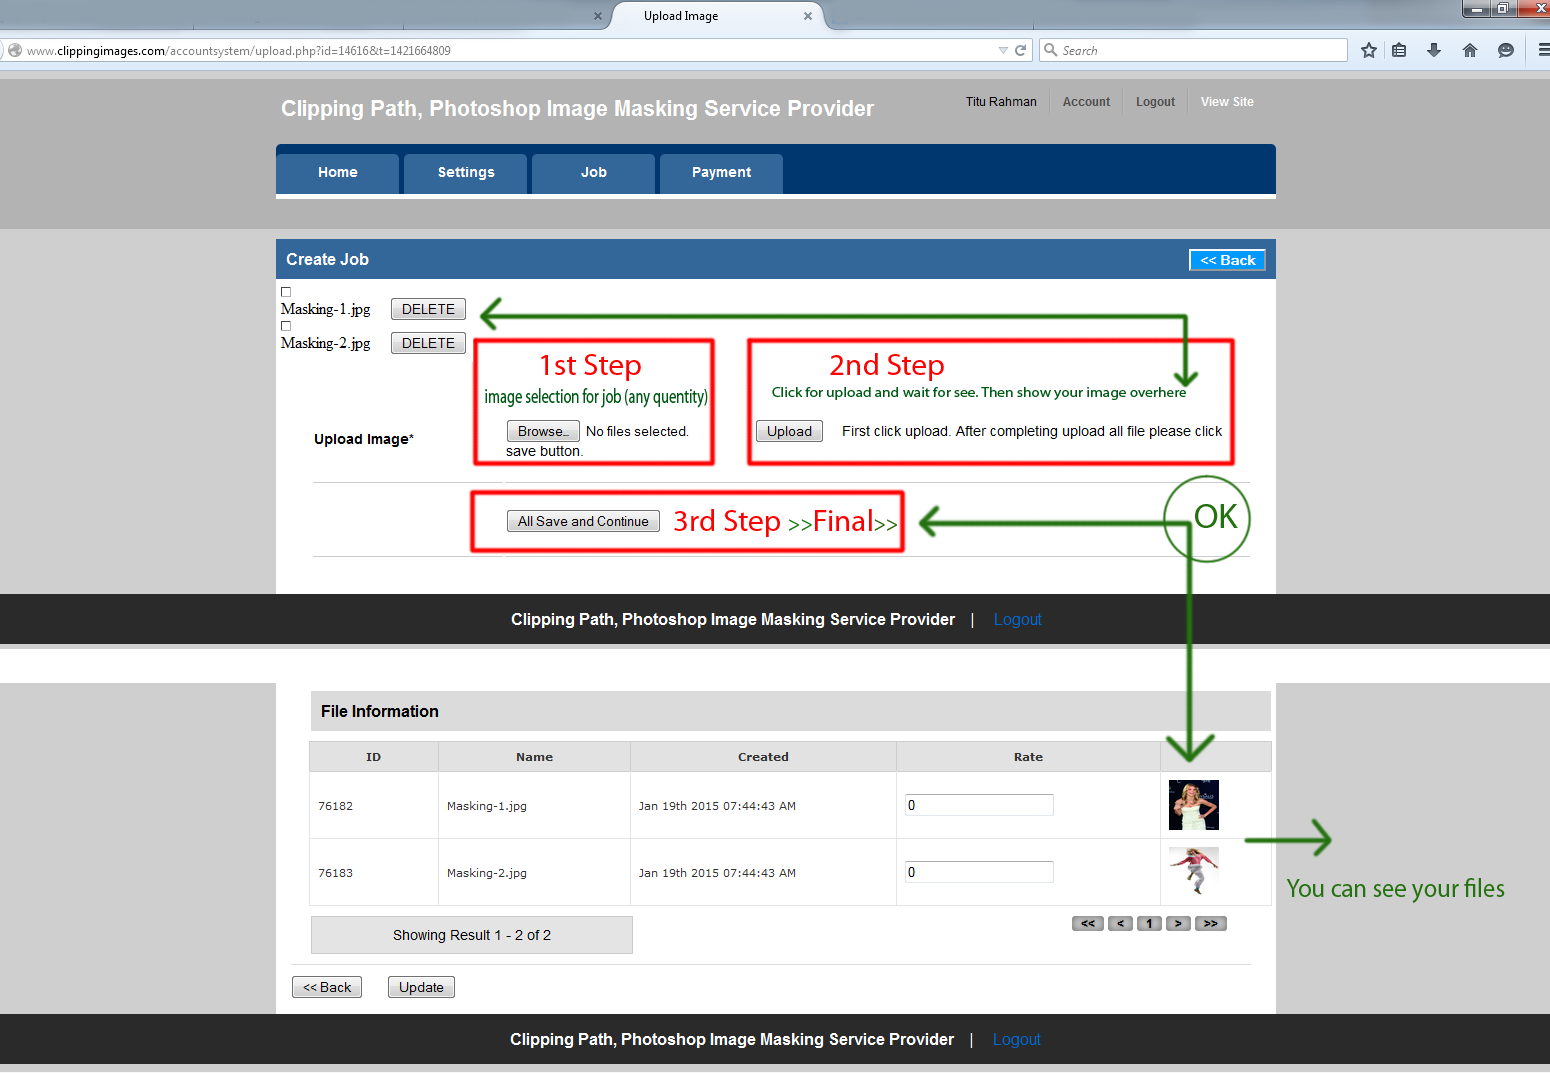 Upload Image
www.clippingimages.com/accountsystem/upload.php?id=14616&t=1421664809
Search
Clipping Path, Photoshop Image Masking Service Provider
Titu Rahman
Account
Logout
View Site
Home
Settings
Job
Payment
Create Job
<< Back
Masking-1.jpg
DELETE
Masking-2.jpg
DELETE
1st Step
image selection for job (any quentity)
2nd Step
Click for upload and wait for see. Then show your image overhere
Upload Image*
Browse...
No files selected.
Upload
First click upload. After completing upload all file please click
save button.
All Save and Continue
3rd Step >>Final>>
OK
Clipping Path, Photoshop Image Masking Service Provider | Logout
File Information
ID Name Created Rate
76182 Masking-1.jpg Jan 19th 2015 07:44:43 AM 0
76183 Masking-2.jpg Jan 19th 2015 07:44:43 AM 0
You can see your files
Showing Result 1 - 2 of 2
<< < 1 > >>
<< Back
Update
Clipping Path, Photoshop Image Masking Service Provider | Logout